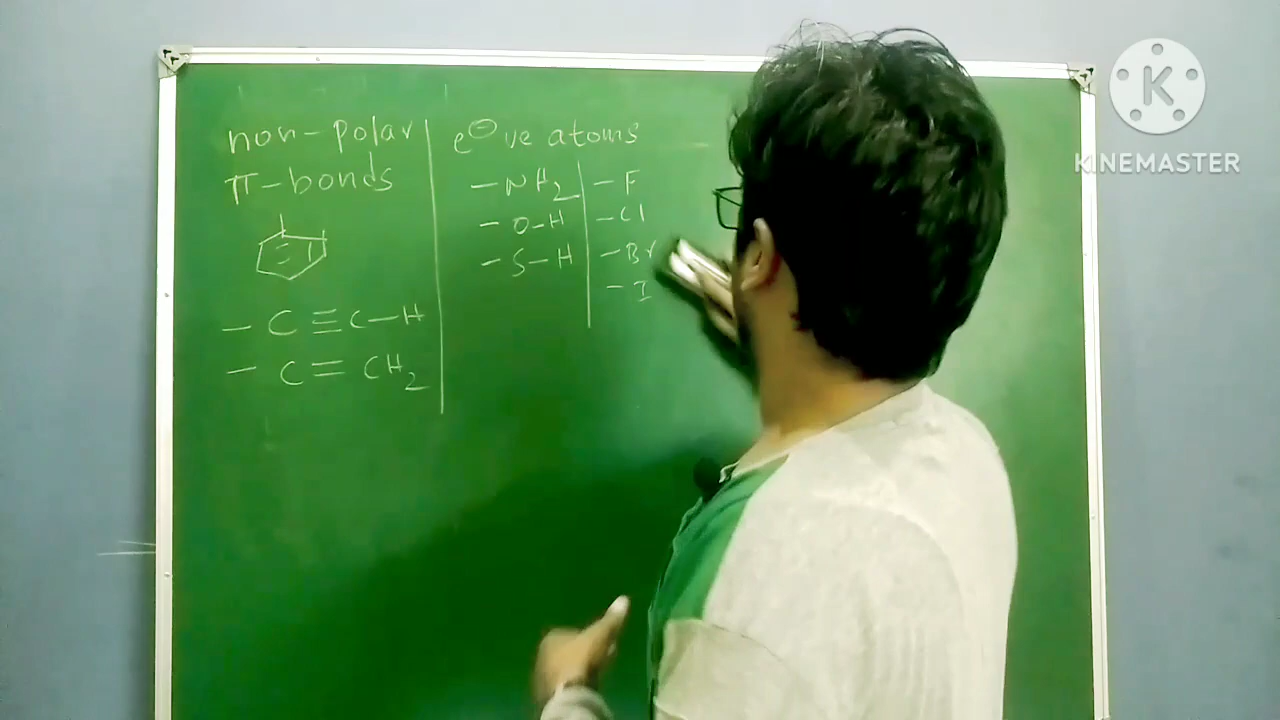 non-polar
π-bonds
- C ≡ C - H
- C = CH₂
e⊖ve atoms
- NH₂
- O-H
- S-H
- F
- Cl
- Br
- I
K
KINEMASTER